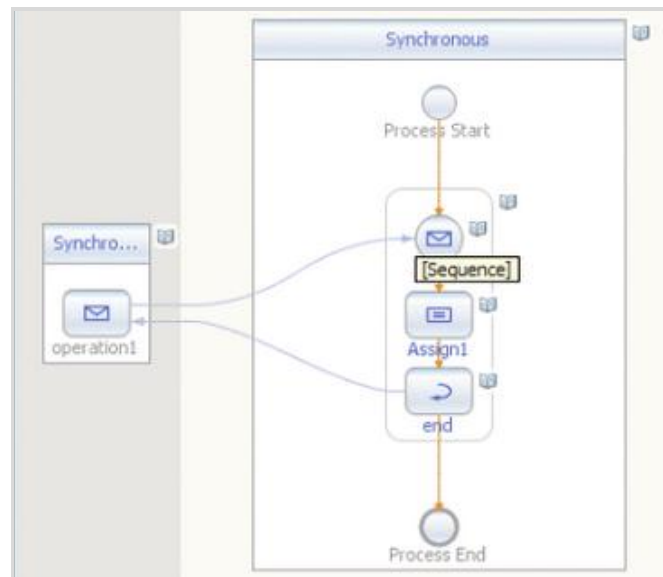 Synchronous
Process Start
Synchro...
[Sequence]
operation1
Assign1
end
Process End